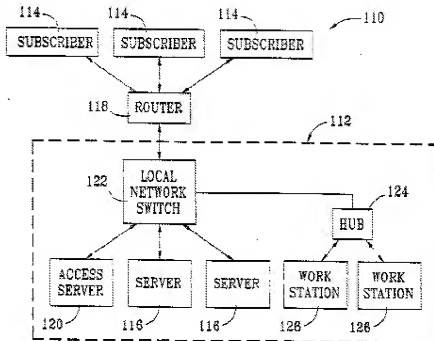 114 114 114 110
SUBSCRIBER SUBSCRIBER SUBSCRIBER
118
ROUTER
112
122
LOCAL
NETWORK
SWITCH
124
HUB
ACCESS
SERVER
SERVER
SERVER
WORK
STATION
WORK
STATION
120 116 116 126 126